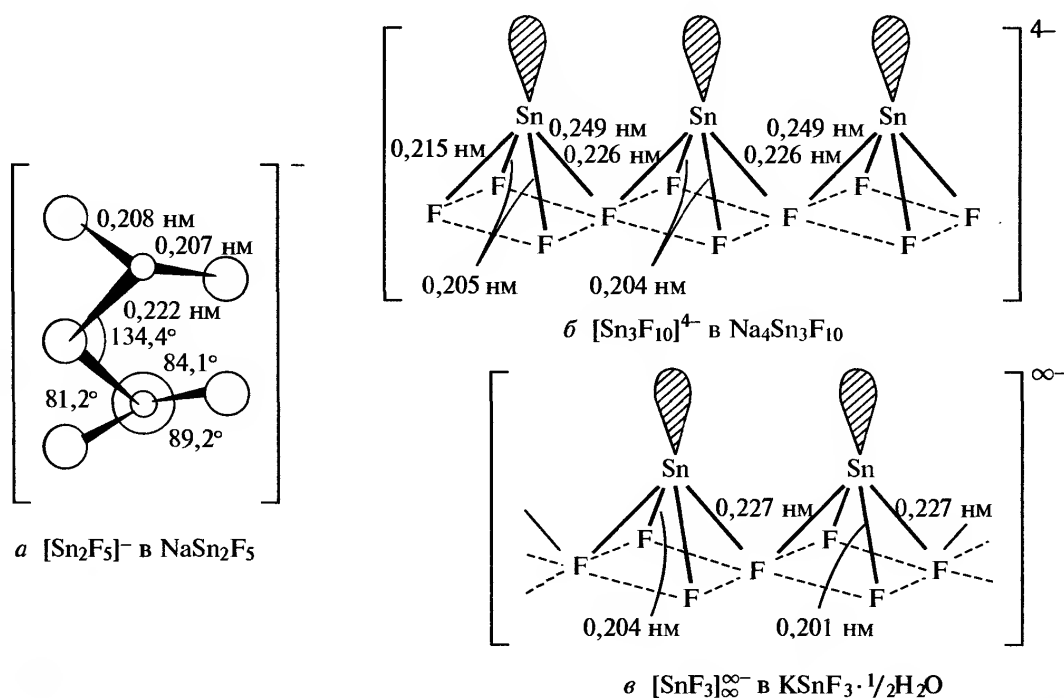 4–
Sn Sn Sn
0,249 нм 0,249 нм
0,215 нм 0,226 нм 0,226 нм
F F F
F F F F
F F F
0,205 нм 0,204 нм
б [Sn₃F₁₀]⁴⁻ в Na₄Sn₃F₁₀
–
0,208 нм
0,207 нм
0,222 нм
134,4°
84,1°
81,2°
89,2°
а [Sn₂F₅]⁻ в NaSn₂F₅
∞–
Sn Sn
0,227 нм 0,227 нм
F F
F F F
F F
0,204 нм 0,201 нм
в [SnF₃]∞^∞– в KSnF₃ · ¹/₂H₂O